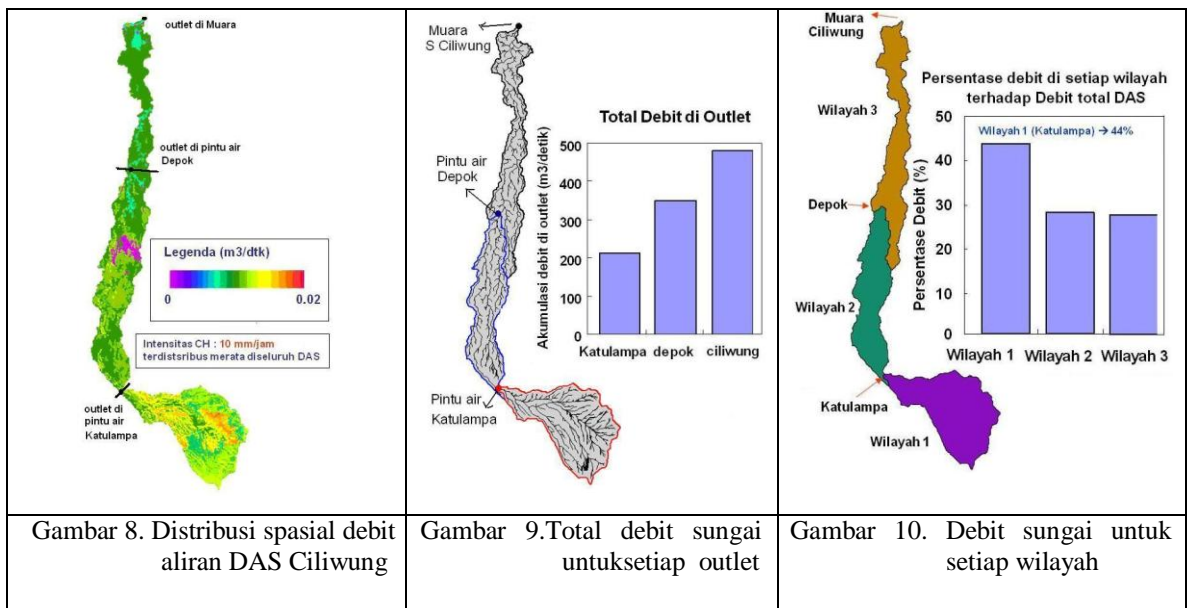 outlet di Muara
outlet di pintu air
Depok
Legenda (m3/dtk)
0 0.02
Intensitas CH : 10 mm/jam
terdistsribus merata diseluruh DAS
outlet di
pintu air
Katulampa
Gambar 8. Distribusi spasial debit
aliran DAS Ciliwung
Muara
S Ciliwung
Pintu air
Depok
Pintu air
Katulampa
Total Debit di Outlet
Akumulasi debit di outlet (m3/detik)
500
400
300
200
100
0
Katulampa depok ciliwung
Gambar 9.Total debit sungai
untuksetiap outlet
Muara
Ciliwung
Wilayah 3
Depok
Wilayah 2
Katulampa
Wilayah 1
Persentase debit di setiap wilayah
terhadap Debit total DAS
Wilayah 1 (Katulampa) → 44%
Persentase Debit (%)
50
40
30
20
10
0
Wilayah 1 Wilayah 2 Wilayah 3
Gambar 10. Debit sungai untuk
setiap wilayah